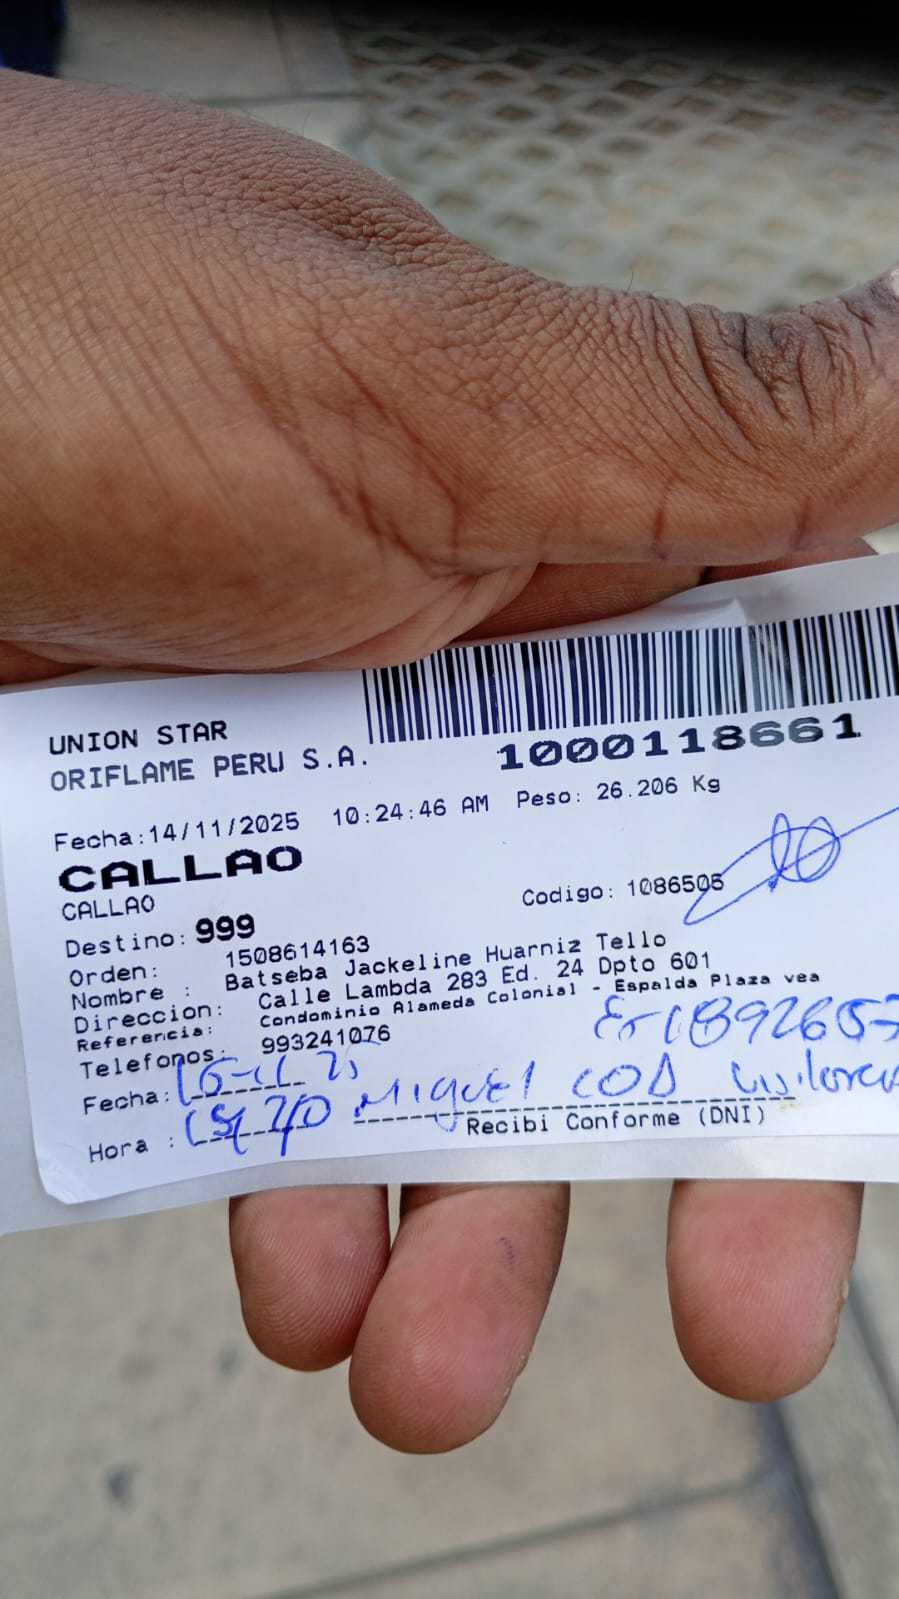 UNION STAR
ORIFLAME PERU S.A.
1000118661
Fecha:14/11/2025 10:24:46 AM Peso: 26.206 Kg
CALLAO
CALLAO
Codigo: 1086505
Destino: 999
Orden: 1508614163
Nombre : Batseba Jackeline Huarniz Tello
Direccion: Calle Lambda 283 Ed. 24 Dpto 601
Referencia: Condominio Alameda Colonial - Espalda Plaza vea
Telefonos: 993241076
Fecha:
Hora : Miguel
Recibi Conforme (DNI)